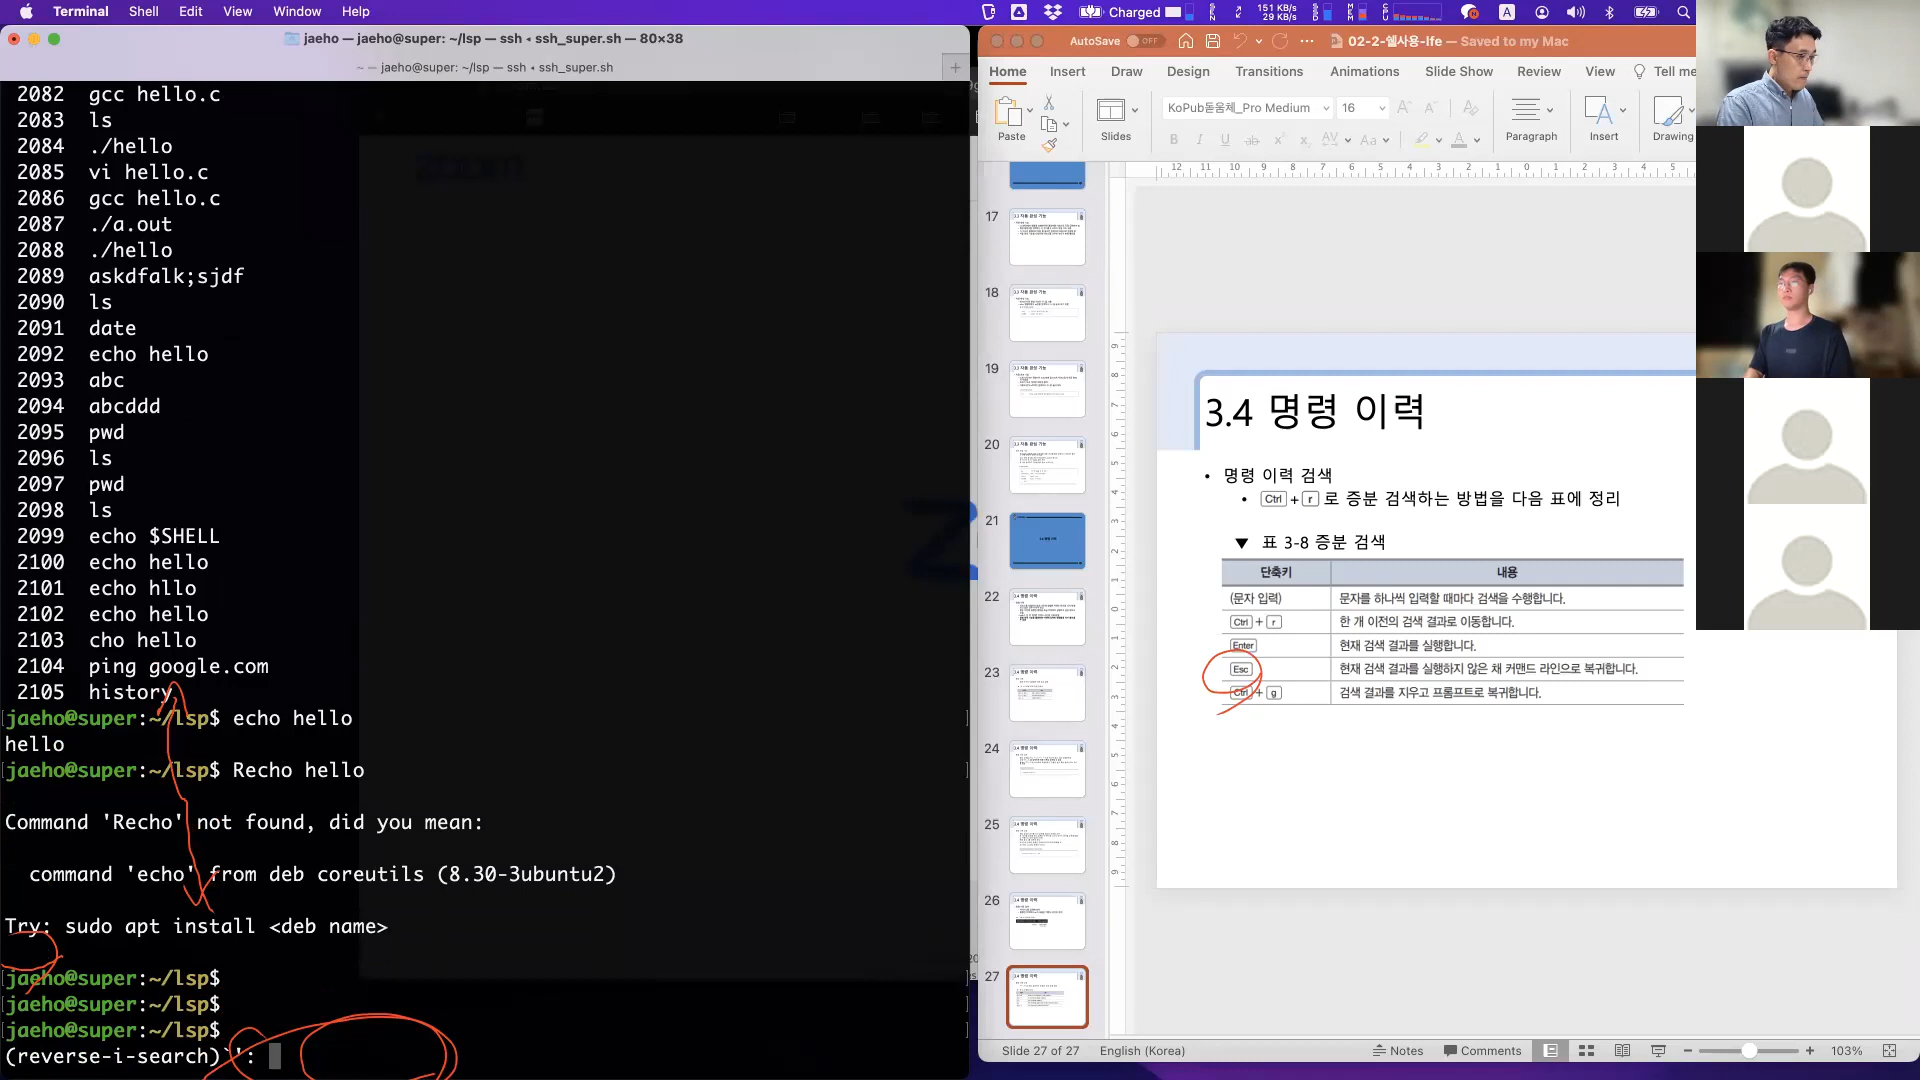 Terminal Shell Edit View Window Help
Charged 151 KB/s 29 KB/s
jaeho — jaeho@super: ~/lsp — ssh ◂ ssh_super.sh — 80×38
~ — jaeho@super: ~/lsp — ssh ◂ ssh_super.sh
2082 gcc hello.c
2083 ls
2084 ./hello
2085 vi hello.c
2086 gcc hello.c
2087 ./a.out
2088 ./hello
2089 askdfalk;sjdf
2090 ls
2091 date
2092 echo hello
2093 abc
2094 abcddd
2095 pwd
2096 ls
2097 pwd
2098 ls
2099 echo $SHELL
2100 echo hello
2101 echo hllo
2102 echo hello
2103 cho hello
2104 ping google.com
2105 history
jaeho@super:~/lsp$ echo hello
hello
jaeho@super:~/lsp$ Recho hello
Command 'Recho' not found, did you mean:
command 'echo' from deb coreutils (8.30-3ubuntu2)
Try: sudo apt install <deb name>
jaeho@super:~/lsp$
jaeho@super:~/lsp$
jaeho@super:~/lsp$
(reverse-i-search)`':
AutoSave OFF 02-2-쉘사용-lfe — Saved to my Mac
Home Insert Draw Design Transitions Animations Slide Show Review View Tell me
KoPub돋움체_Pro Medium 16
Paste Slides Paragraph Insert Drawing
17
18
19
20
21
22
23
24
25
26
27
3.4 명령 이력
• 명령 이력 검색
• Ctrl + r 로 증분 검색하는 방법을 다음 표에 정리
▼ 표 3-8 증분 검색
단축키 내용
(문자 입력) 문자를 하나씩 입력할 때마다 검색을 수행합니다.
Ctrl + r 한 개 이전의 검색 결과로 이동합니다.
Enter 현재 검색 결과를 실행합니다.
Esc 현재 검색 결과를 실행하지 않은 채 커맨드 라인으로 복귀합니다.
Ctrl + g 검색 결과를 지우고 프롬프트로 복귀합니다.
Slide 27 of 27 English (Korea) Notes Comments 103%